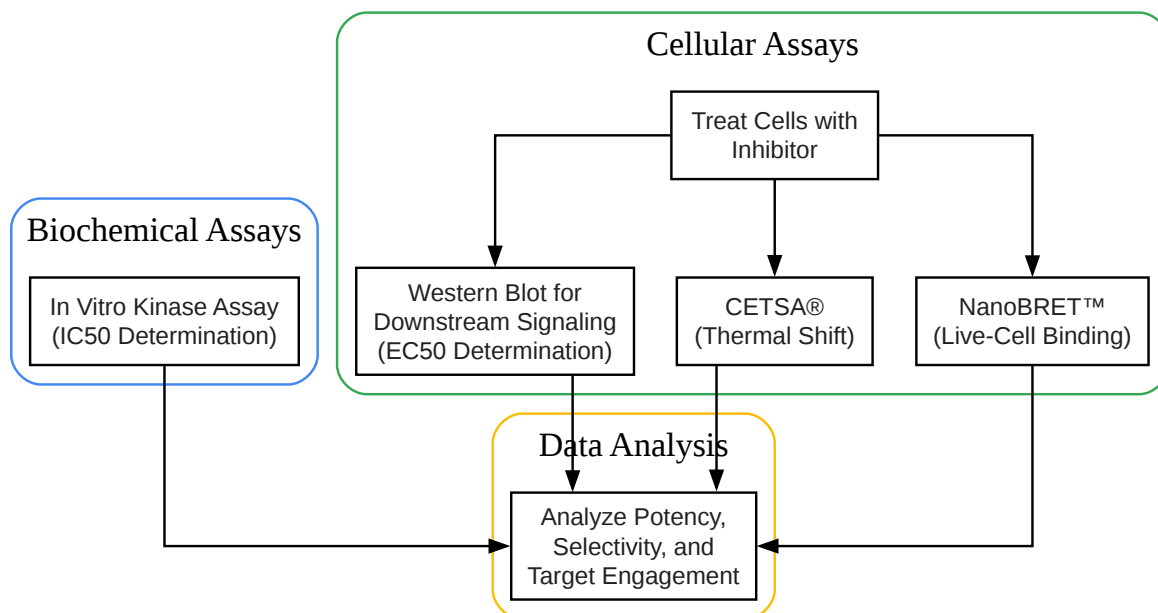 Cellular Assays
Treat Cells with
Inhibitor
Biochemical Assays
In Vitro Kinase Assay
(IC50 Determination)
Western Blot for
Downstream Signaling
(EC50 Determination)
CETSA®
(Thermal Shift)
NanoBRET™
(Live-Cell Binding)
Data Analysis
Analyze Potency,
Selectivity, and
Target Engagement